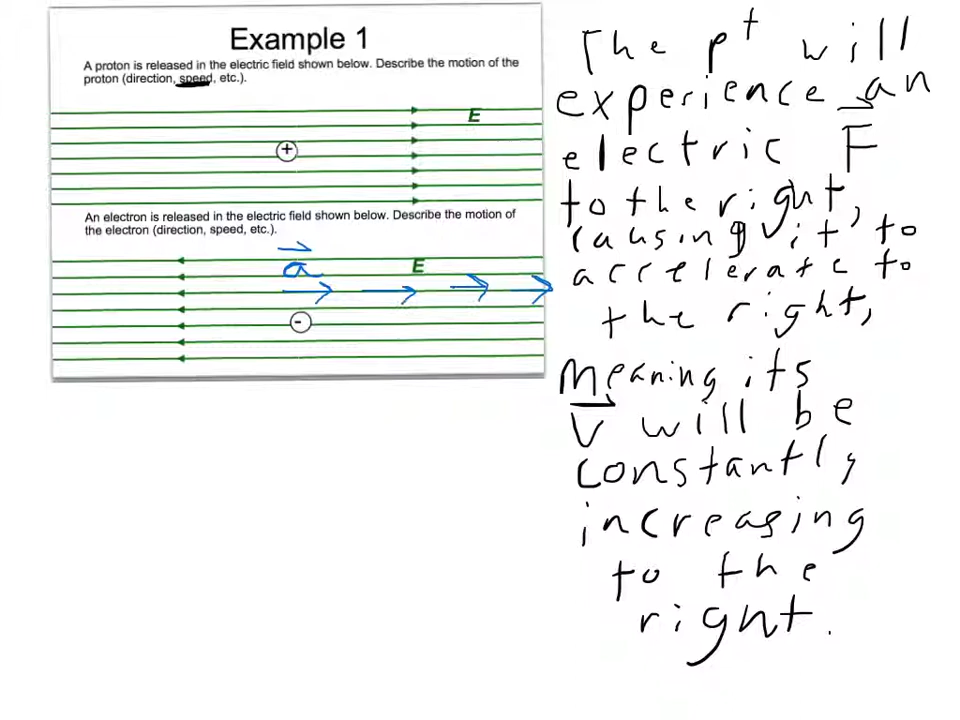 Example 1
A proton is released in the electric field shown below. Describe the motion of the
proton (direction, speed, etc.).
E
+
An electron is released in the electric field shown below. Describe the motion of
the electron (direction, speed, etc.).
a
E
-
The p+ will
experience an
electric F
to the right,
causing it to
accelerate to
the right,
meaning its
V will be
constantly
increasing
to the
right.